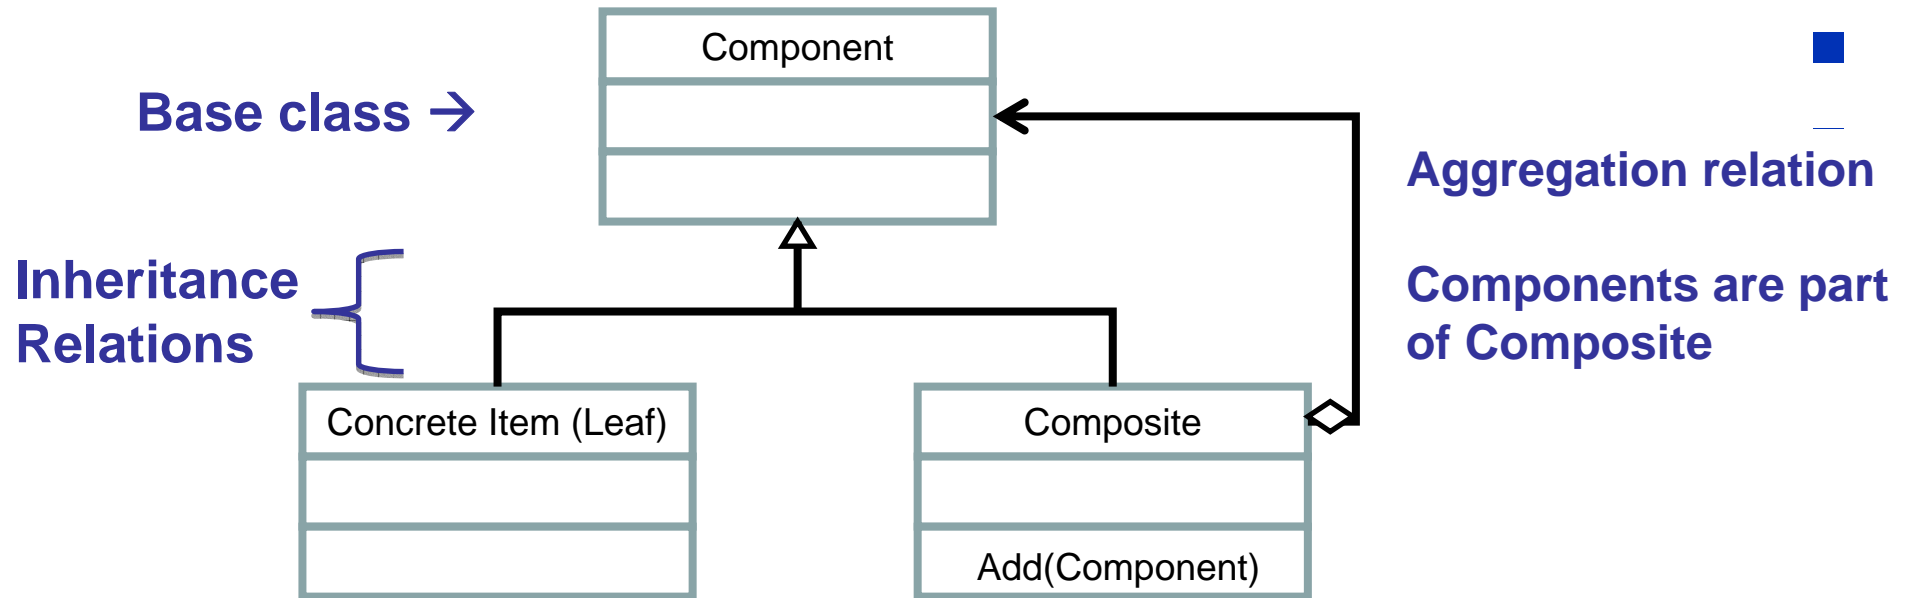 Component
Base class →
Aggregation relation
Inheritance
Relations
Components are part
of Composite
Concrete Item (Leaf)
Composite
Add(Component)